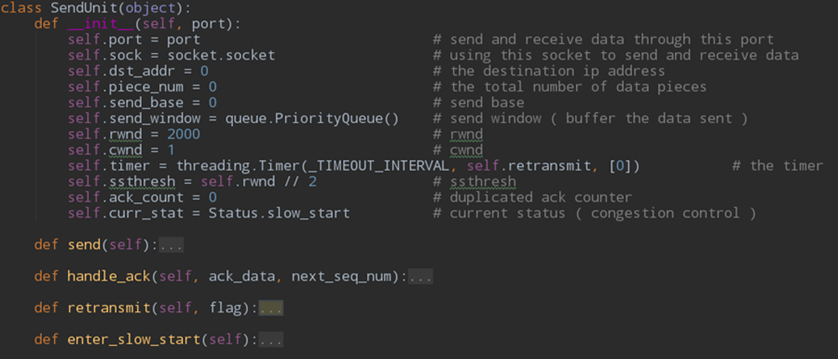 class SendUnit(object):
    def __init__(self, port):
        self.port = port                                # send and receive data through this port
        self.sock = socket.socket                       # using this socket to send and receive data
        self.dst_addr = 0                               # the destination ip address
        self.piece_num = 0                              # the total number of data pieces
        self.send_base = 0                              # send base
        self.send_window = queue.PriorityQueue()        # send window ( buffer the data sent )
        self.rwnd = 2000                                # rwnd
        self.cwnd = 1                                   # cwnd
        self.timer = threading.Timer(_TIMEOUT_INTERVAL, self.retransmit, [0])           # the timer
        self.ssthresh = self.rwnd // 2                  # ssthresh
        self.ack_count = 0                              # duplicated ack counter
        self.curr_stat = Status.slow_start              # current status ( congestion control )
    def send(self):...
    def handle_ack(self, ack_data, next_seq_num):...
    def retransmit(self, flag):...
    def enter_slow_start(self):...